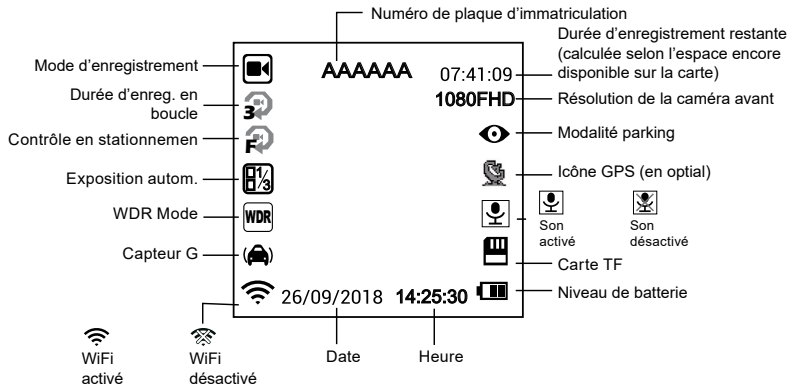 Numéro de plaque d'immatriculation
Durée d'enregistrement restante
(calculée selon l'espace encore
disponible sur la carte)
Mode d'enregistrement
AAAAAA
07:41:09
Durée d'enreg. en
boucle
3
1080FHD
Résolution de la caméra avant
Contrôle en stationnemen
F
Modalité parking
Exposition autom.
1/3
Icône GPS (en optial)
WDR Mode
WDR
Son
activé
Son
désactivé
Capteur G
Carte TF
26/09/2018
14:25:30
Niveau de batterie
WiFi
activé
WiFi
désactivé
Date
Heure